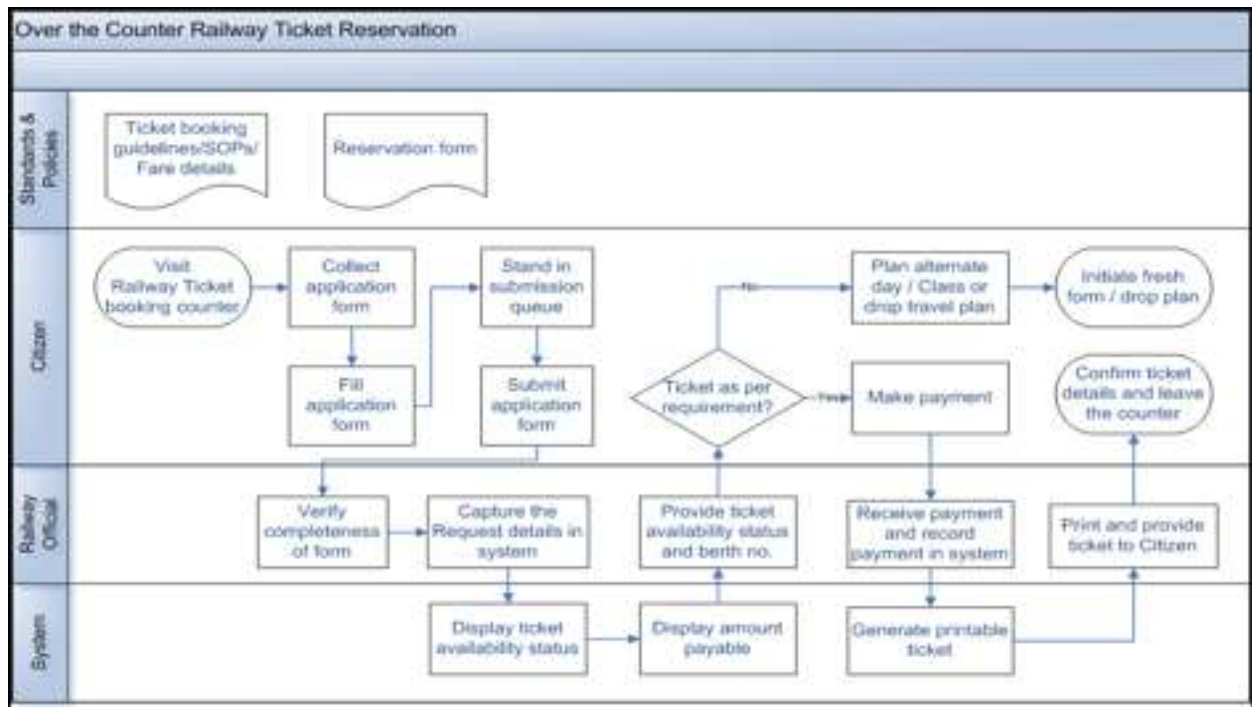 Over the Counter Railway Ticket Reservation
Standards &
Policies
Ticket booking
guidelines/SOPs/
Fare details
Reservation form
Citizen
Visit
Railway Ticket
booking counter
Collect
application
form
Stand in
submission
queue
Plan alternate
day / Class or
drop travel plan
Initiate fresh
form / drop plan
No
Fill
application
form
Submit
application
form
Ticket as per
requirement?
Yes
Make payment
Confirm ticket
details and leave
the counter
Railway
Official
Verify
completeness
of form
Capture the
Request details in
system
Provide ticket
availability status
and berth no.
Receive payment
and record
payment in system
Print and provide
ticket to Citizen
System
Display ticket
availability status
Display amount
payable
Generate printable
ticket